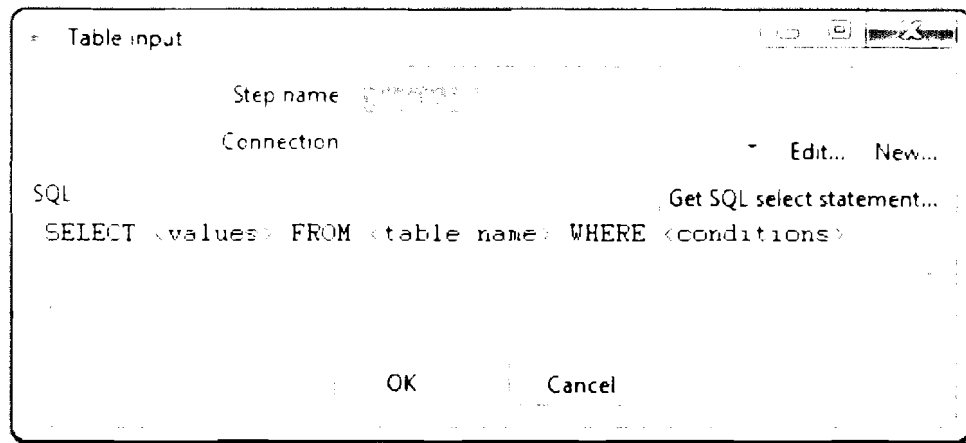 Table input
Step name
Connection
Edit... New...
SQL
Get SQL select statement...
SELECT <values> FROM <table name> WHERE <conditions>
OK Cancel